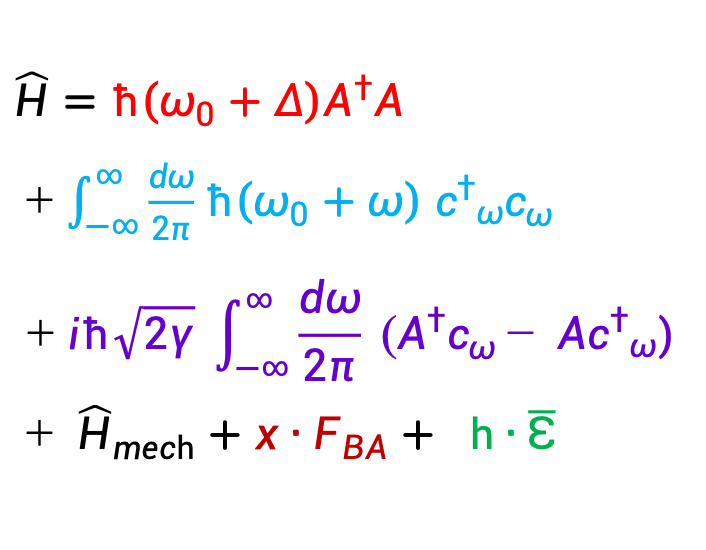 Ĥ = ħ(ω₀ + Δ)A†A
+ ∫_{-∞}^{∞} dω/2π ħ(ω₀ + ω) c†_ω c_ω
+ iħ√2γ ∫_{-∞}^{∞} dω/2π (A†c_ω − Ac†_ω)
+ Ĥ_mech + x · F_BA + h · Ɛ̅